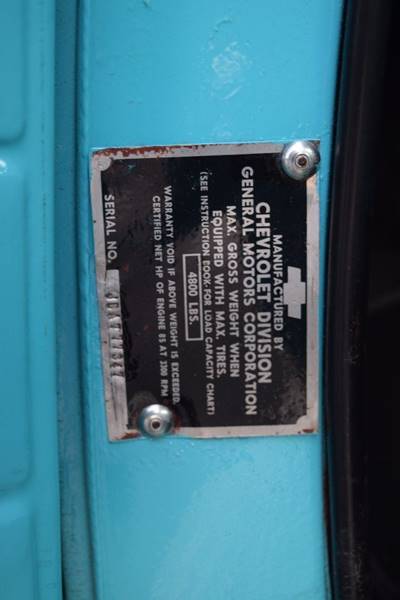 MANUFACTURED BY
CHEVROLET DIVISION
GENERAL MOTORS CORPORATION
MAX. GROSS WEIGHT WHEN
EQUIPPED WITH MAX. TIRES.
(SEE INSTRUCTION BOOK-FOR LOAD CAPACITY CHART)
4800 LBS.
WARRANTY VOID IF ABOVE WEIGHT IS EXCEEDED.
CERTIFIED NET HP OF ENGINE 85 AT 3300 RPM
SERIAL NO.